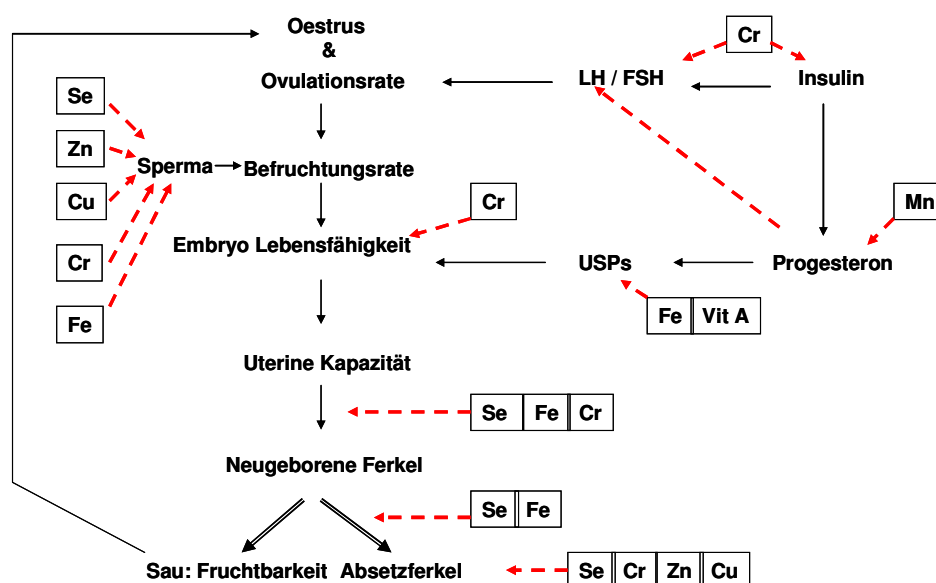 Oestrus
&
Ovulationsrate
LH / FSH
Cr
Insulin
Se
Zn
Cu
Cr
Fe
Sperma
Befruchtungsrate
Cr
Mn
Embryo Lebensfähigkeit
USPs
Progesteron
Fe Vit A
Uterine Kapazität
Se Fe Cr
Neugeborene Ferkel
Se Fe
Sau: Fruchtbarkeit Absetzferkel
Se Cr Zn Cu